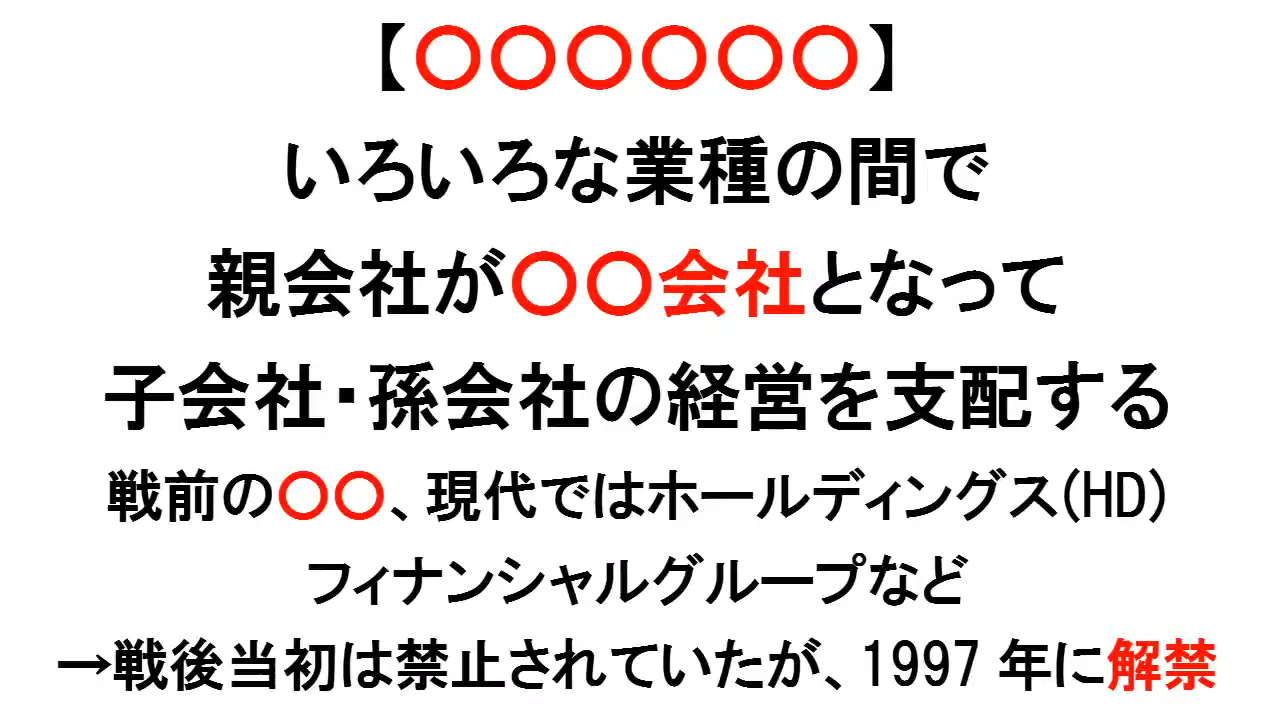 【〇〇〇〇〇〇】
いろいろな業種の間で
親会社が〇〇会社となって
子会社・孫会社の経営を支配する
戦前の〇〇、現代ではホールディングス(HD)
フィナンシャルグループなど
→戦後当初は禁止されていたが、1997年に解禁